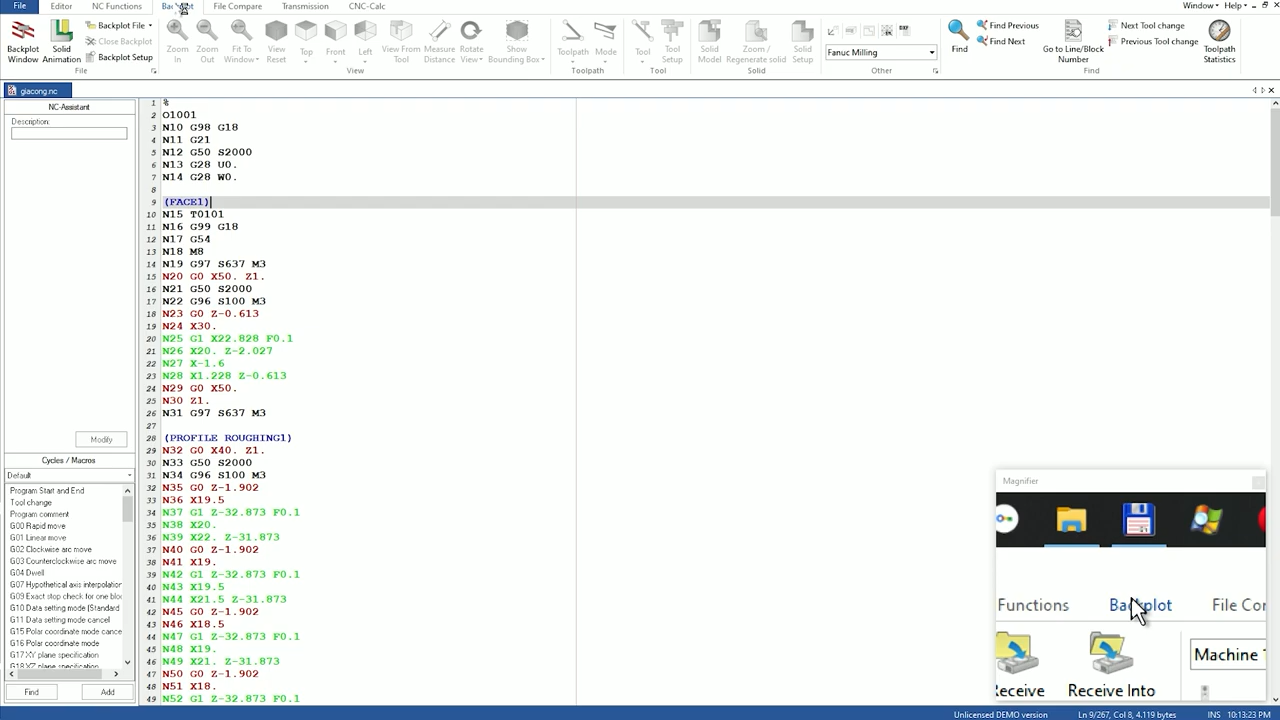 File Editor NC Functions Backplot File Compare Transmission CNC-Calc Window Help
Backplot Window
Solid Animation
Backplot File
Close Backplot
Backplot Setup
File
Zoom In
Zoom Out
Fit To Window
View Reset
Top
Front
Left
View From Tool
Measure Distance
Rotate View
Show Bounding Box
View
Toolpath
Mode
Toolpath
Tool
Tool Setup
Tool
Solid Model
Zoom / Regenerate solid
Solid Setup
Solid
Fanuc Milling
Other
Find
Find Previous
Find Next
Go to Line/Block Number
Next Tool change
Previous Tool change
Find
Toolpath Statistics
giacong.nc
NC-Assistant
Description:
Modify
Cycles / Macros
Default
Program Start and End
Tool change
Program comment
G00 Rapid move
G01 Linear move
G02 Clockwise arc move
G03 Counterclockwise arc move
G04 Dwell
G07 Hypothetical axis interpolation
G09 Exact stop check for one blo
G10 Data setting mode (Standard
G11 Data setting mode cancel
G15 Polar coordinate mode cance
G16 Polar coordinate mode
G17 XY plane specification
G18 XZ plane specification
Find Add
1 %
2 O1001
3 N10 G98 G18
4 N11 G21
5 N12 G50 S2000
6 N13 G28 U0.
7 N14 G28 W0.
8
9 (FACE1)
10 N15 T0101
11 N16 G99 G18
12 N17 G54
13 N18 M8
14 N19 G97 S637 M3
15 N20 G0 X50. Z1.
16 N21 G50 S2000
17 N22 G96 S100 M3
18 N23 G0 Z-0.613
19 N24 X30.
20 N25 G1 X22.828 F0.1
21 N26 X20. Z-2.027
22 N27 X-1.6
23 N28 X1.228 Z-0.613
24 N29 G0 X50.
25 N30 Z1.
26 N31 G97 S637 M3
27
28 (PROFILE ROUGHING1)
29 N32 G0 X40. Z1.
30 N33 G50 S2000
31 N34 G96 S100 M3
32 N35 G0 Z-1.902
33 N36 X19.5
34 N37 G1 Z-32.873 F0.1
35 N38 X20.
36 N39 X22. Z-31.873
37 N40 G0 Z-1.902
38 N41 X19.
39 N42 G1 Z-32.873 F0.1
40 N43 X19.5
41 N44 X21.5 Z-31.873
42 N45 G0 Z-1.902
43 N46 X18.5
44 N47 G1 Z-32.873 F0.1
45 N48 X19.
46 N49 X21. Z-31.873
47 N50 G0 Z-1.902
48 N51 X18.
49 N52 G1 Z-32.873 F0.1
Magnifier
Functions Backplot File Co
eceive Receive Into Machine
Unlicensed DEMO version Ln 9/267, Col 8, 4.119 bytes INS 10:13:23 PM